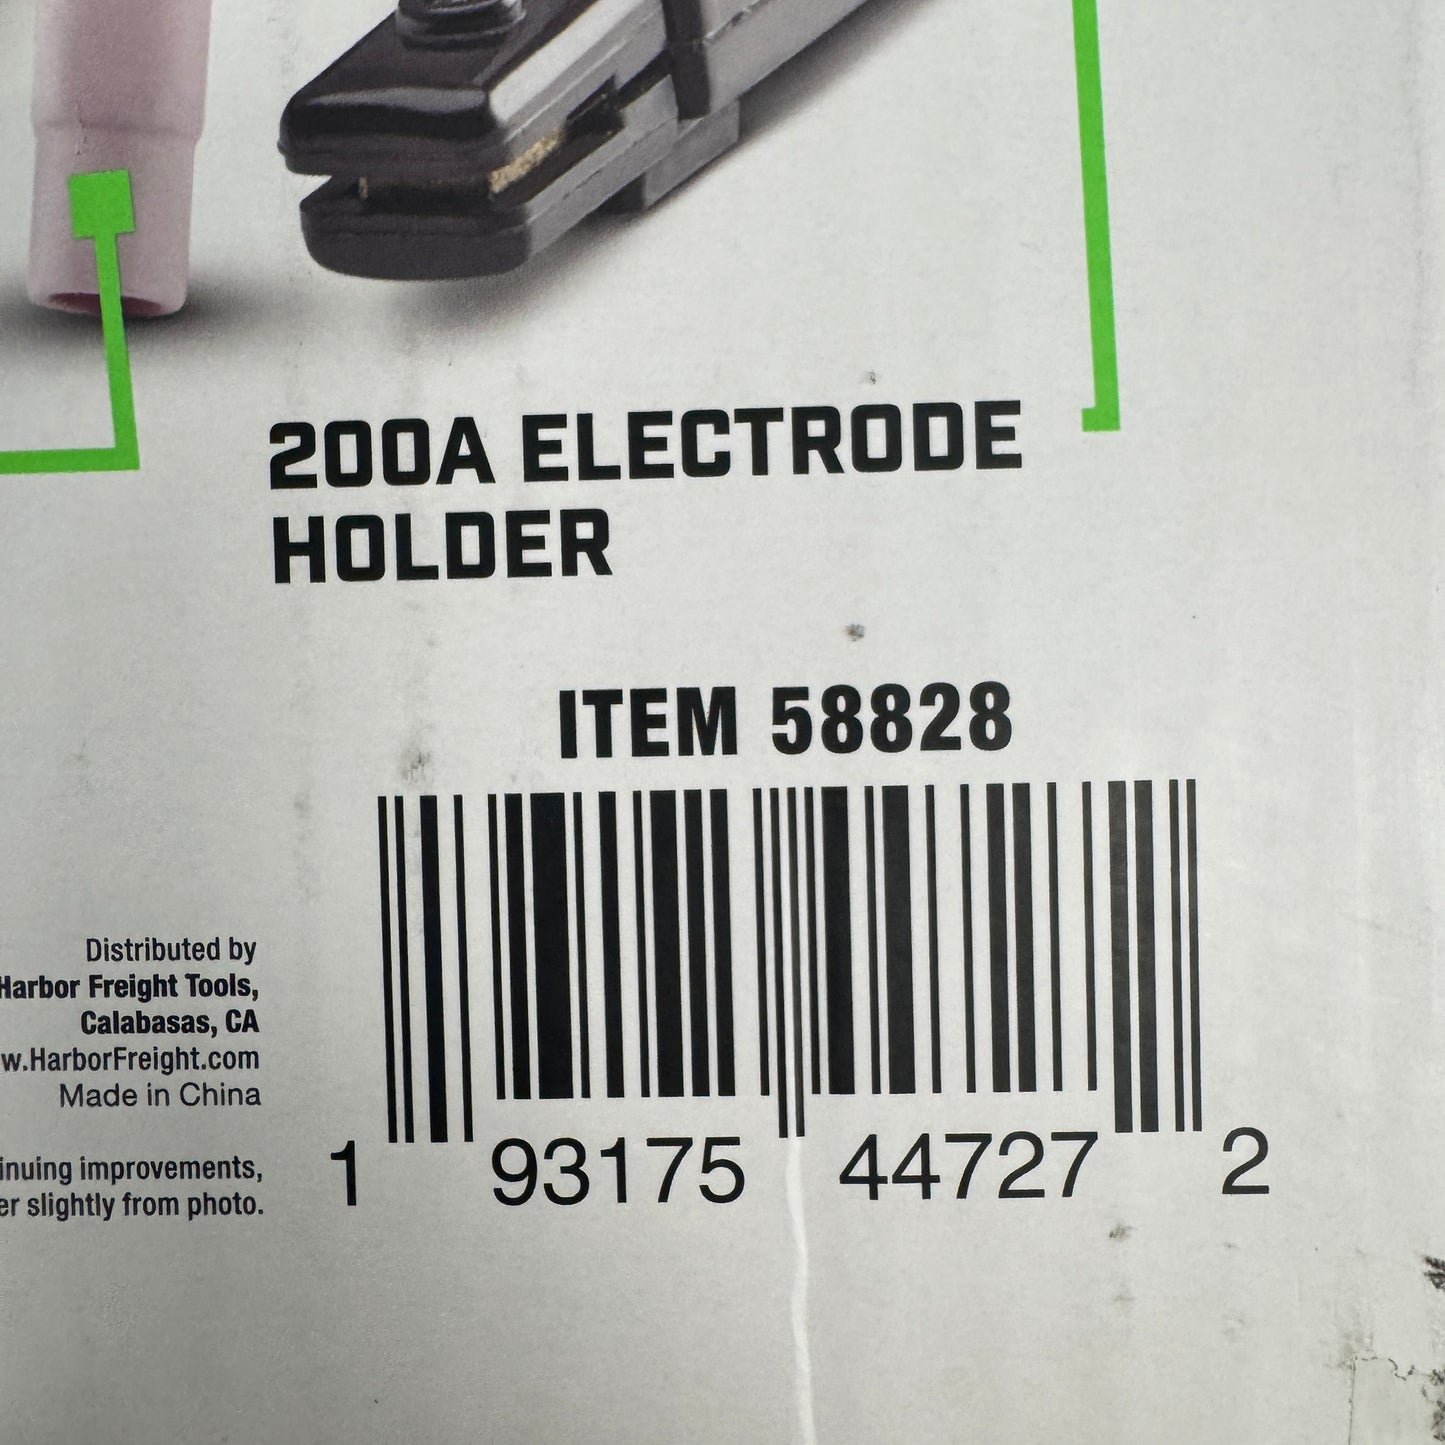 200A ELECTRODE
HOLDER
ITEM 58828
Distributed by
Harbor Freight Tools,
Calabasas, CA
w.HarborFreight.com
Made in China
inuing improvements,
er slightly from photo.
1 93175 44727 2